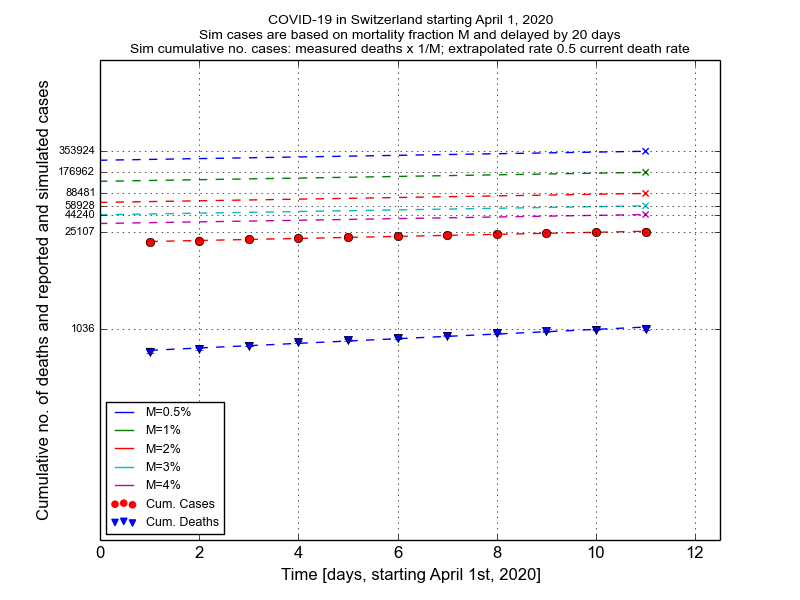 COVID-19 in Switzerland starting April 1, 2020
Sim cases are based on mortality fraction M and delayed by 20 days
Sim cumulative no. cases: measured deaths x 1/M; extrapolated rate 0.5 current death rate
Cumulative no. of deaths and reported and simulated cases
353924
176962
88481
58928
44240
25107
1036
M=0.5%
M=1%
M=2%
M=3%
M=4%
Cum. Cases
Cum. Deaths
0 2 4 6 8 10 12
Time [days, starting April 1st, 2020]